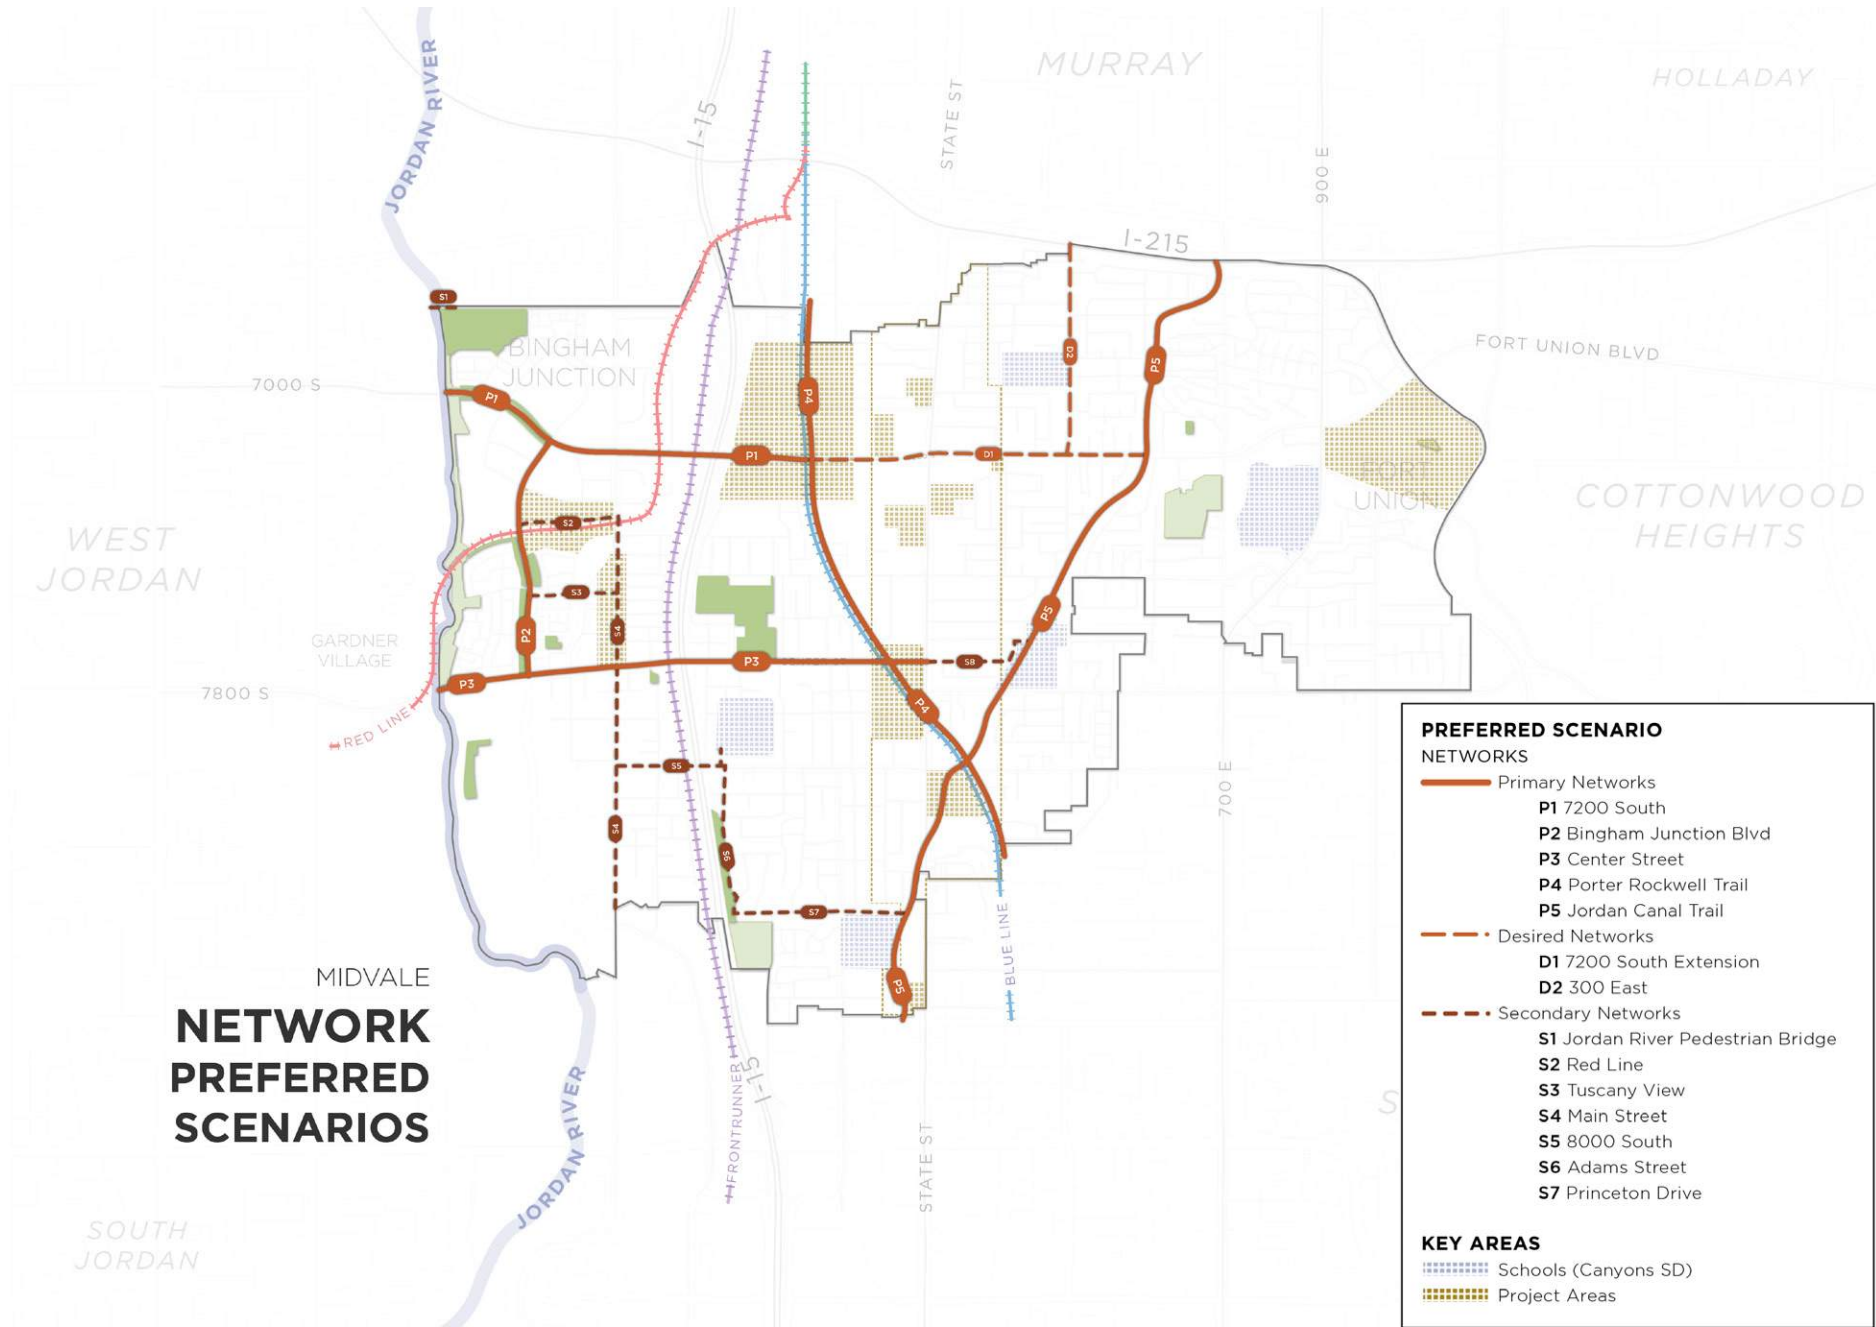 MURRAY
HOLLADAY
JORDAN RIVER
I-15
STATE ST
900 E
I-215
S1
BINGHAM
JUNCTION
FORT UNION BLVD
7000 S
D2
P5
P1
P4
P1
D1
FORT
UNION
COTTONWOOD
HEIGHTS
WEST
JORDAN
S2
S3
P2
S4
P5
GARDNER
VILLAGE
P3
S8
7800 S
P3
P4
RED LINE
S5
700 E
S4
S6
S7
BLUE LINE
P5
MIDVALE
NETWORK
PREFERRED
SCENARIOS
FRONTRUNNER
I-15
JORDAN RIVER
STATE ST
S
SOUTH
JORDAN
PREFERRED SCENARIO
NETWORKS
Primary Networks
P1 7200 South
P2 Bingham Junction Blvd
P3 Center Street
P4 Porter Rockwell Trail
P5 Jordan Canal Trail
Desired Networks
D1 7200 South Extension
D2 300 East
Secondary Networks
S1 Jordan River Pedestrian Bridge
S2 Red Line
S3 Tuscany View
S4 Main Street
S5 8000 South
S6 Adams Street
S7 Princeton Drive
KEY AREAS
Schools (Canyons SD)
Project Areas